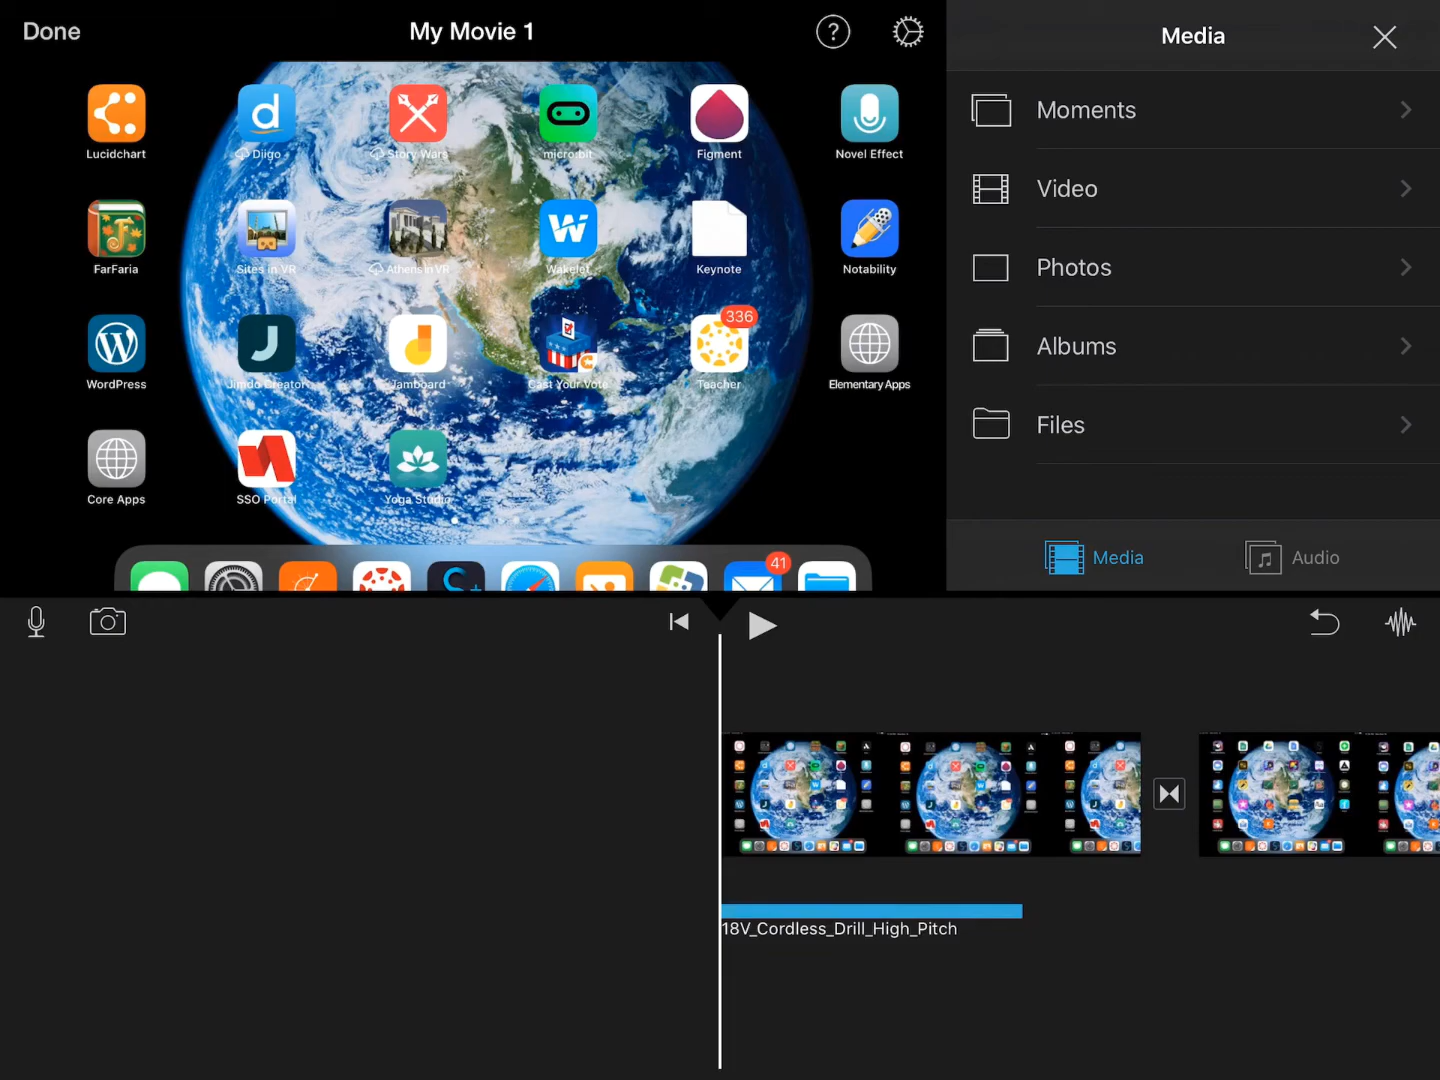 Done
My Movie 1
?
Media
Lucidchart
Diigo
Story Wars
micro:bit
Figment
Novel Effect
FarFaria
Sites in VR
Athens in VR
Wakelet
Keynote
Notability
336
WordPress
Jimdo Creator
Jamboard
Cast Your Vote
Teacher
Elementary Apps
Core Apps
SSO Portal
Yoga Studio
41
Moments
Video
Photos
Albums
Files
Media
Audio
18V_Cordless_Drill_High_Pitch